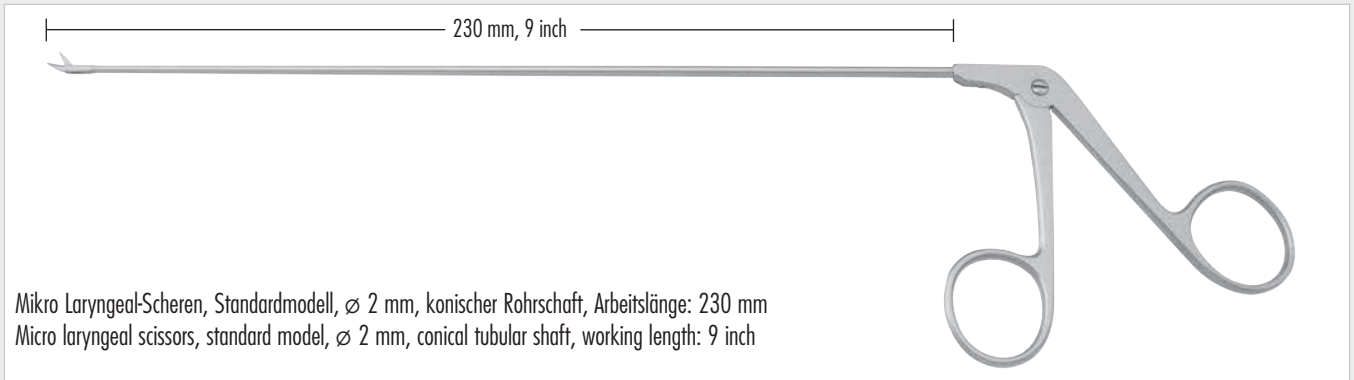 230 mm, 9 inch
Mikro Laryngeal-Scheren, Standardmodell, ⌀ 2 mm, konischer Rohrschaft, Arbeitslänge: 230 mm
Micro laryngeal scissors, standard model, ⌀ 2 mm, conical tubular shaft, working length: 9 inch